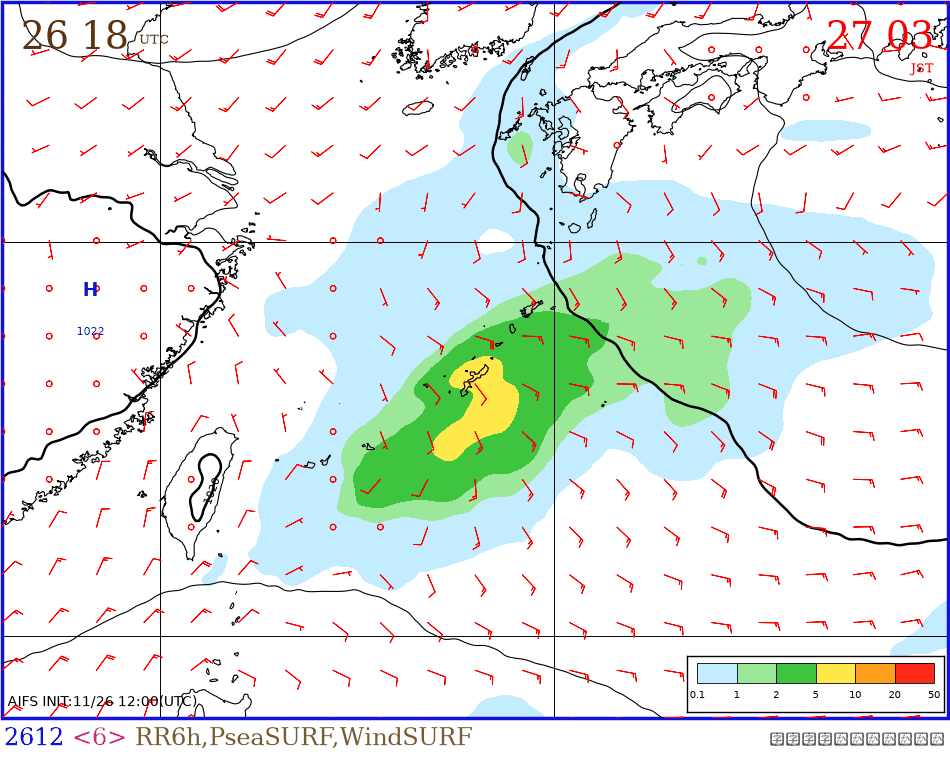 26 18 UTC
27 03
JST
H
1022
1020
AIFS INIT:11/26 12:00(UTC)
0.1 1 2 5 10 20 50
2612 <6> RR6h,PseaSURF,WindSURF